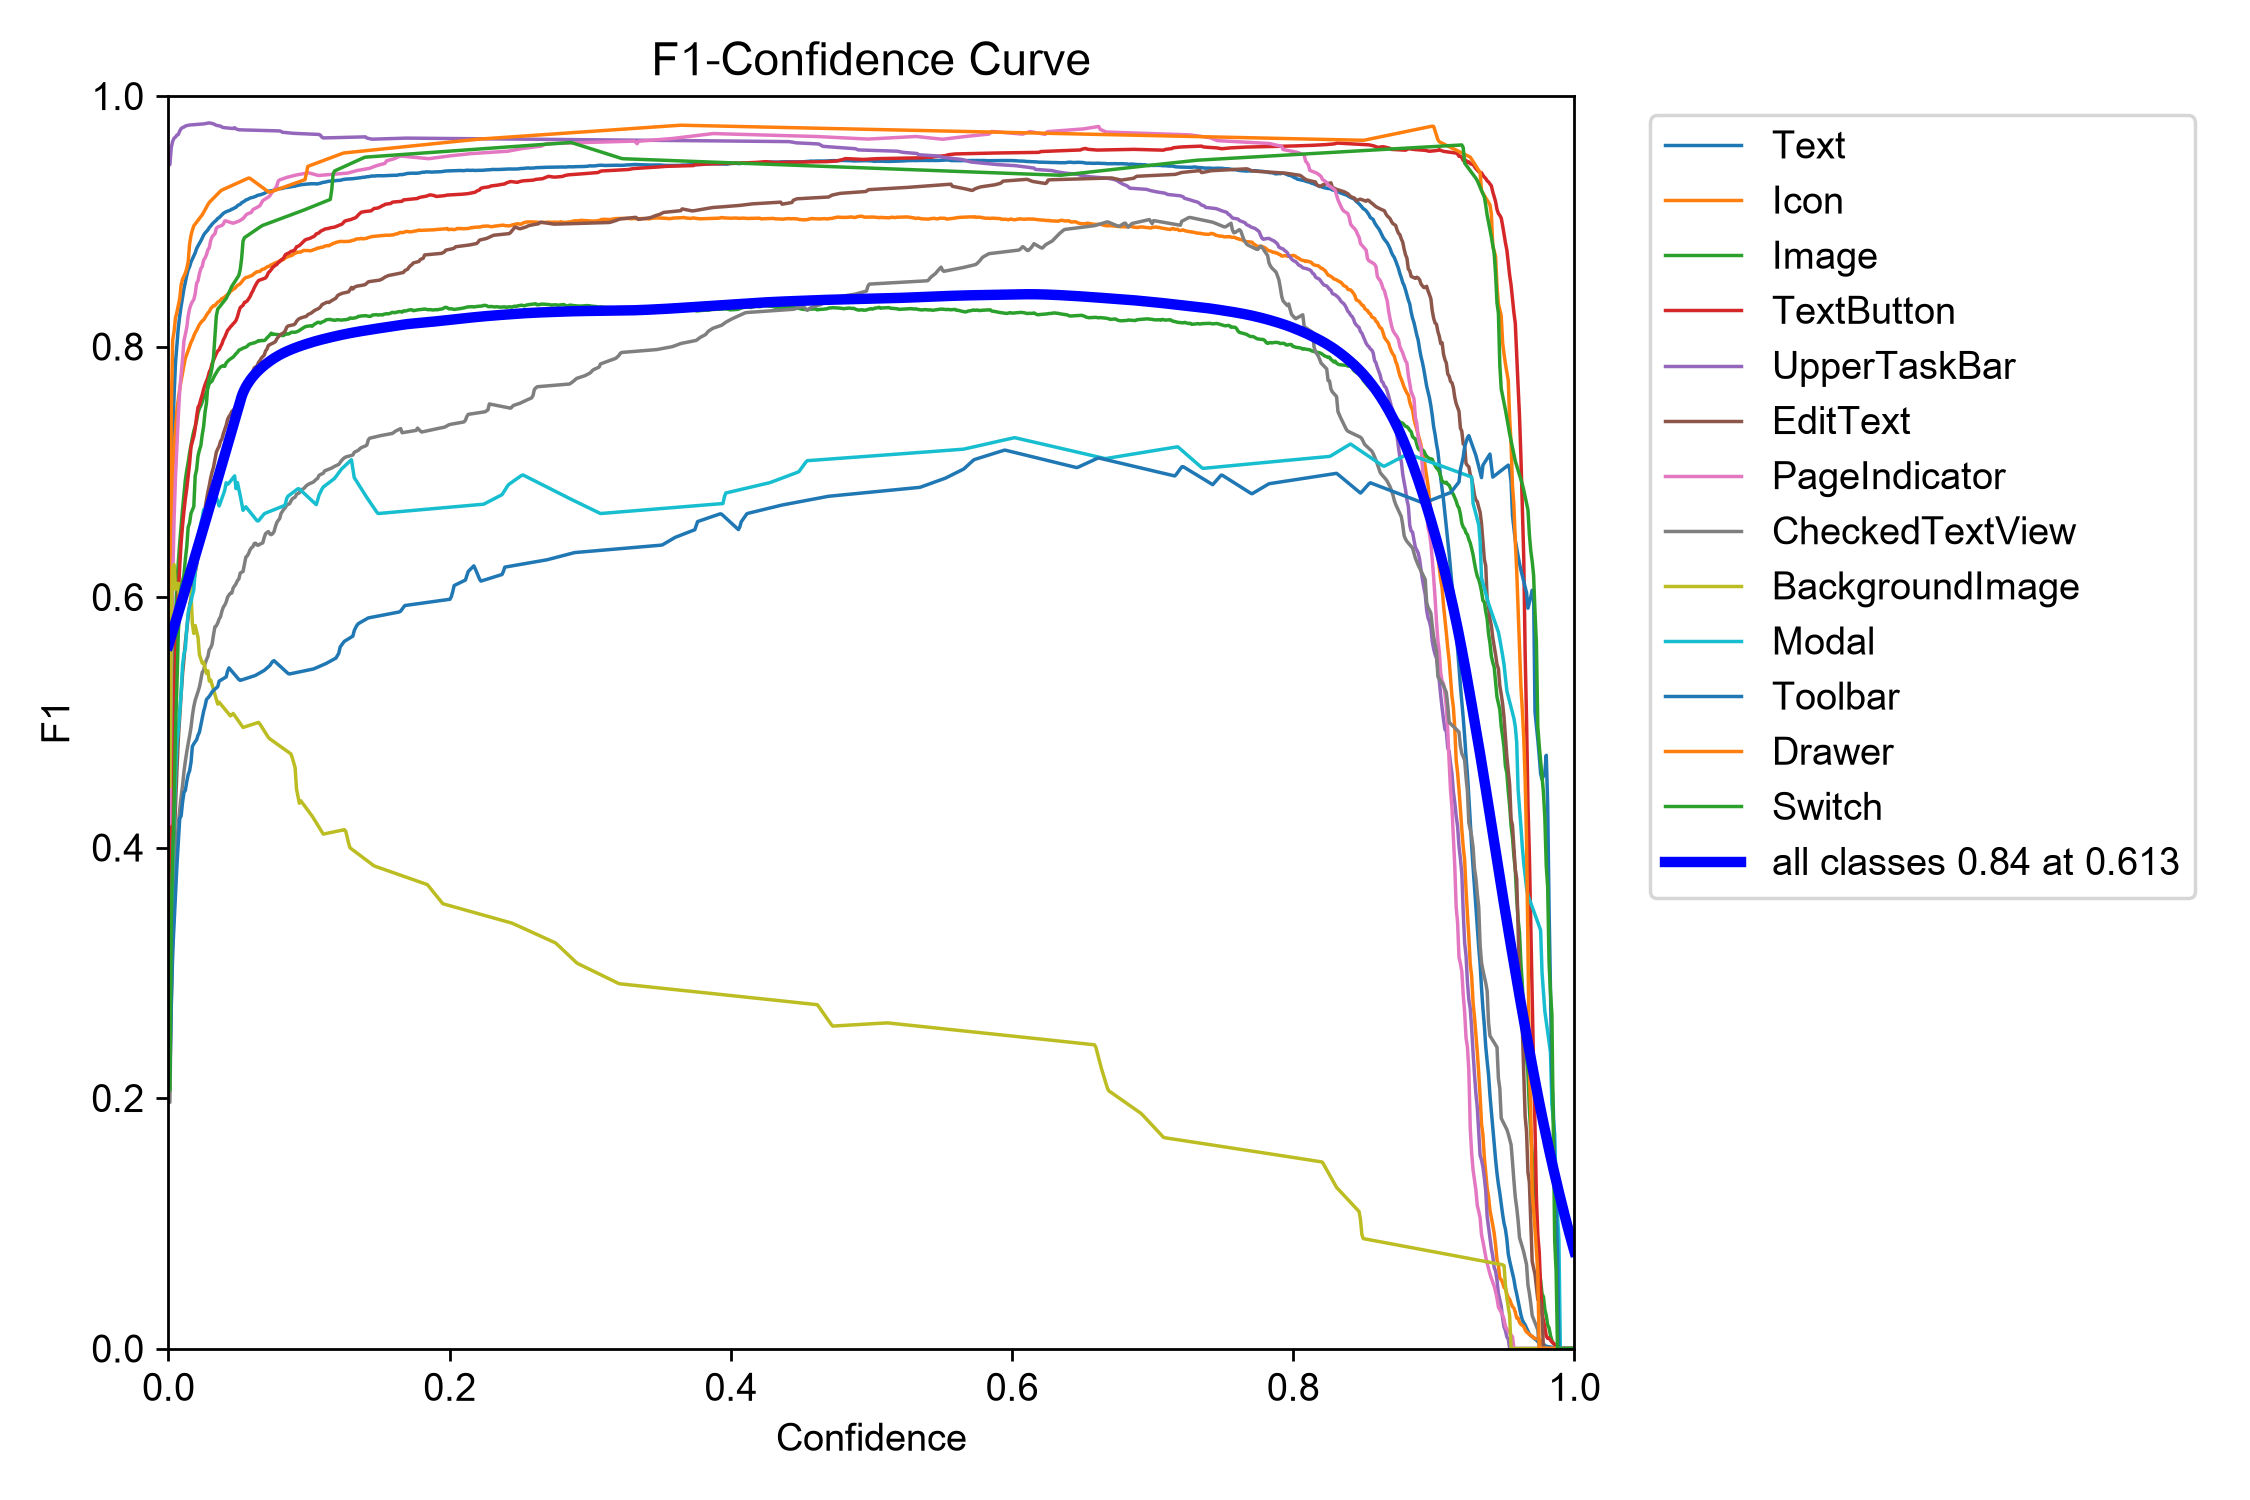 F1-Confidence Curve
1.0
0.8
0.6
0.4
0.2
0.0
F1
0.0 0.2 0.4 0.6 0.8 1.0
Confidence
Text
Icon
Image
TextButton
UpperTaskBar
EditText
PageIndicator
CheckedTextView
BackgroundImage
Modal
Toolbar
Drawer
Switch
all classes 0.84 at 0.613